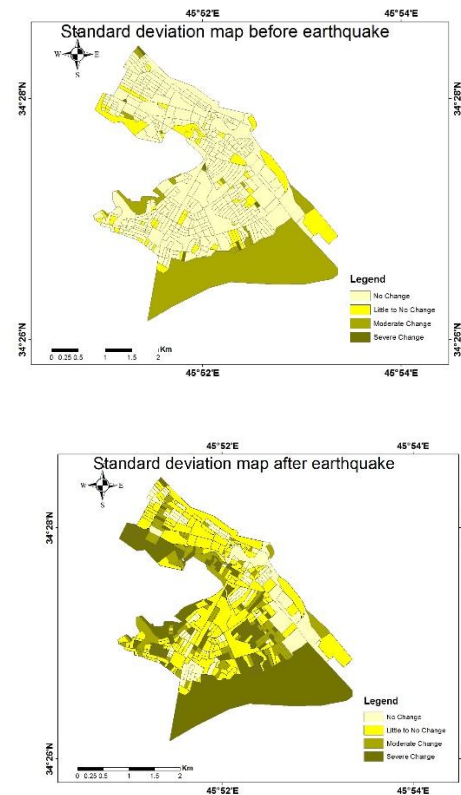 45°52'E 45°54'E
Standard deviation map before earthquake
N
W E
S
34°28'N 34°28'N
Legend
No Change
Little to No Change
Moderate Change
Severe Change
34°26'N 34°26'N
0 0.25 0.5 1 1.5 2 Km
45°52'E 45°54'E
45°52'E 45°54'E
Standard deviation map after earthquake
N
W E
S
34°28'N 34°28'N
Legend
No Change
Little to No Change
Moderate Change
Severe Change
34°26'N 34°26'N
0 0.25 0.5 1 1.5 2 Km
45°52'E 45°54'E